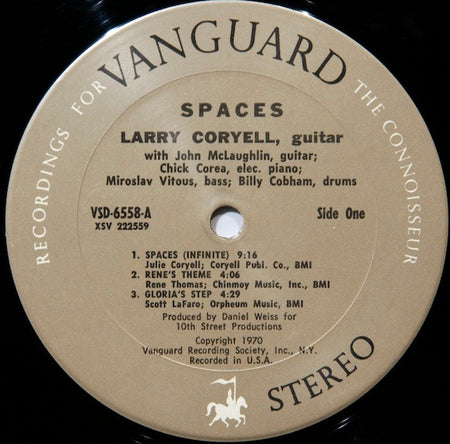 RECORDINGS FOR VANGUARD THE CONNOISSEUR
SPACES
LARRY CORYELL, guitar
with John McLaughlin, guitar;
Chick Corea, elec. piano;
Miroslav Vitous, bass; Billy Cobham, drums
VSD-6558-A Side One
XSV 222559
1. SPACES (INFINITE) 9:16
Julie Coryell; Coryell Publ. Co., BMI
2. RENE'S THEME 4:06
Rene Thomas; Chinmoy Music, Inc., BMI
3. GLORIA'S STEP 4:29
Scott LaFaro; Orpheum Music, BMI
Produced by Daniel Weiss for
10th Street Productions
Copyright 1970
Vanguard Recording Society, Inc., N.Y.
Recorded in U.S.A.
STEREO